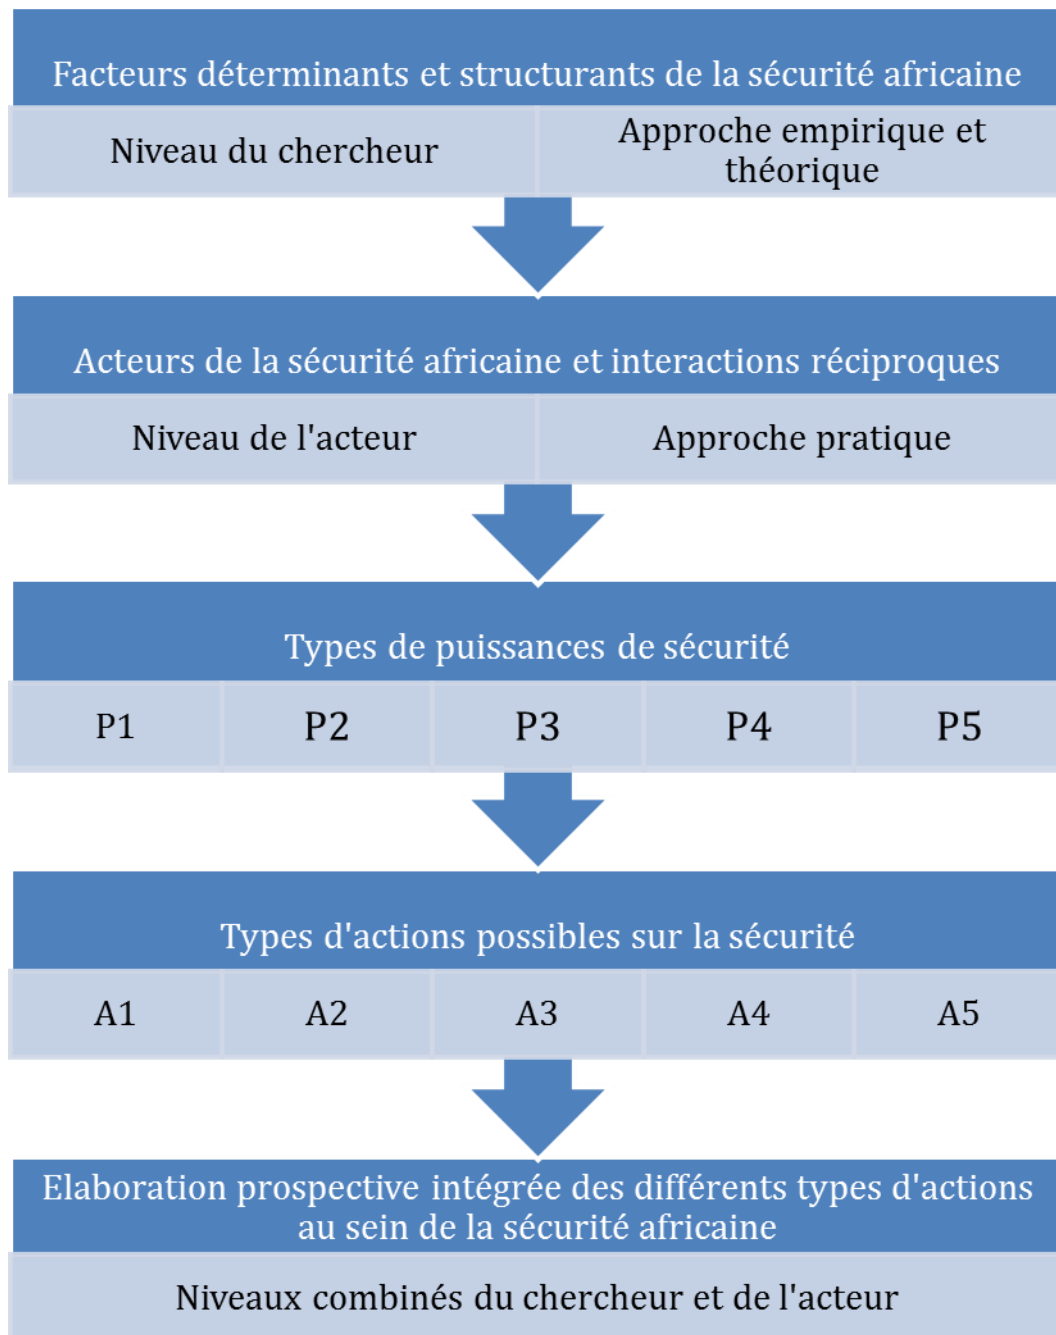 Facteurs déterminants et structurants de la sécurité africaine
Niveau du chercheur
Approche empirique et
théorique
Acteurs de la sécurité africaine et interactions réciproques
Niveau de l'acteur
Approche pratique
Types de puissances de sécurité
P1
P2
P3
P4
P5
Types d'actions possibles sur la sécurité
A1
A2
A3
A4
A5
Elaboration prospective intégrée des différents types d'actions
au sein de la sécurité africaine
Niveaux combinés du chercheur et de l'acteur